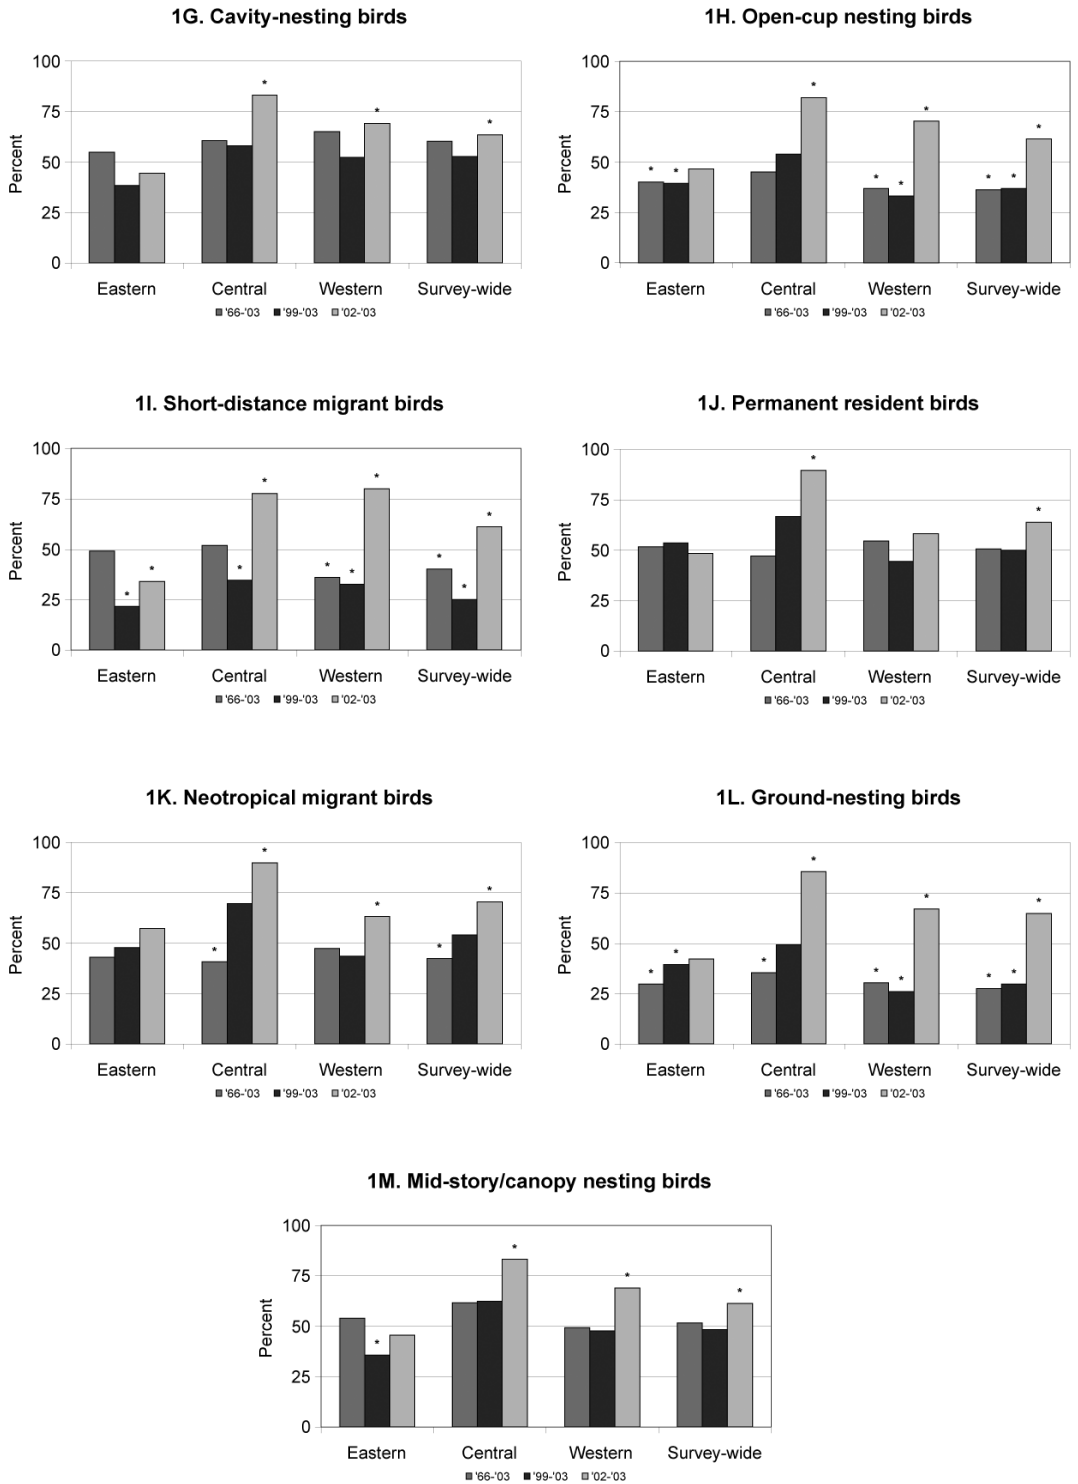 1G. Cavity-nesting birds
100
*
*
75
*
50
25
0
Percent
Eastern Central Western Survey-wide
'66-'03 '99-'03 '02-'03
1H. Open-cup nesting birds
100
*
75
*
*
50
* * * * * *
25
0
Percent
Eastern Central Western Survey-wide
'66-'03 '99-'03 '02-'03
1I. Short-distance migrant birds
100
* *
75
*
50
* * * * *
25
* *
0
Percent
Eastern Central Western Survey-wide
'66-'03 '99-'03 '02-'03
1J. Permanent resident birds
100
*
75
*
50
25
0
Percent
Eastern Central Western Survey-wide
'66-'03 '99-'03 '02-'03
1K. Neotropical migrant birds
100
*
75
* *
50
* *
25
0
Percent
Eastern Central Western Survey-wide
'66-'03 '99-'03 '02-'03
1L. Ground-nesting birds
100
*
75
* *
50
* * * * * * *
25
0
Percent
Eastern Central Western Survey-wide
'66-'03 '99-'03 '02-'03
1M. Mid-story/canopy nesting birds
100
*
75
* *
50
*
25
0
Percent
Eastern Central Western Survey-wide
'66-'03 '99-'03 '02-'03